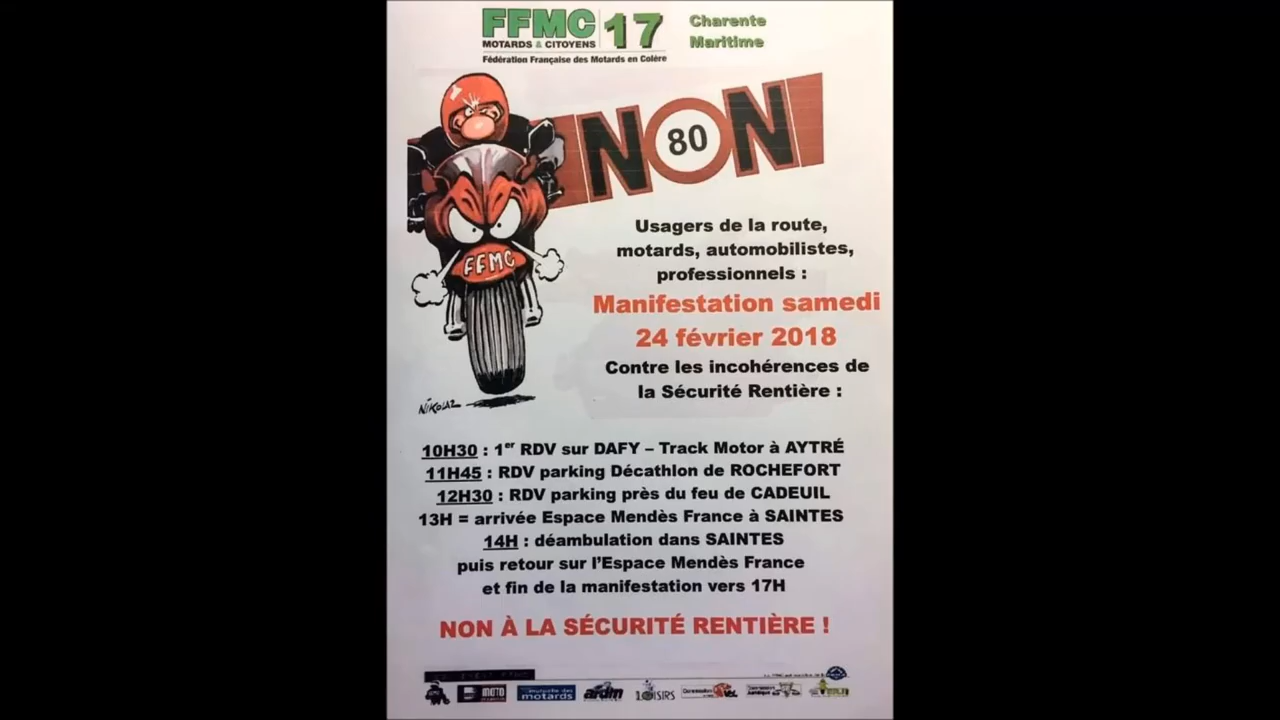 FFMC 17
Charente
Maritime
MOTARDS & CITOYENS
Fédération Française des Motards en Colère
NON
80
FFMC
Usagers de la route,
motards, automobilistes,
professionnels :
Manifestation samedi
24 février 2018
Contre les incohérences de
la Sécurité Rentière :
NIKOLAZ
10H30 : 1er RDV sur DAFY – Track Motor à AYTRÉ
11H45 : RDV parking Décathlon de ROCHEFORT
12H30 : RDV parking près du feu de CADEUIL
13H = arrivée Espace Mendès France à SAINTES
14H : déambulation dans SAINTES
puis retour sur l'Espace Mendès France
et fin de la manifestation vers 17H
NON À LA SÉCURITÉ RENTIÈRE !
MOTO
mutuelle des
motards
LOISIRS